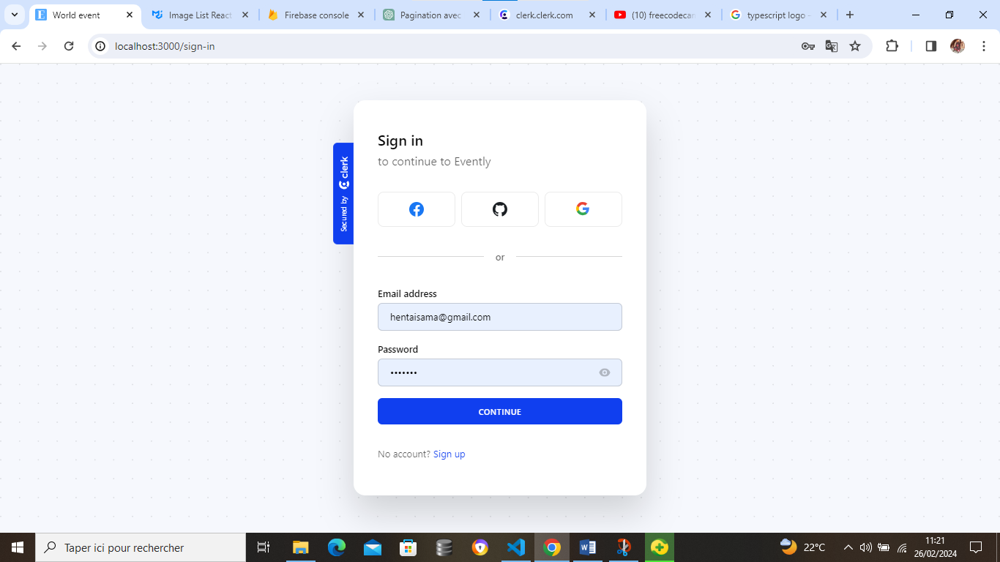 World event
Image List React
Firebase console
Pagination avec
clerk.clerk.com
(10) freecodecan
typescript logo -
localhost:3000/sign-in
Sign in
to continue to Evently
Secured by clerk
or
Email address
hentaisama@gmail.com
Password
•••••••
CONTINUE
No account? Sign up
Taper ici pour rechercher
22°C
11:21
26/02/2024